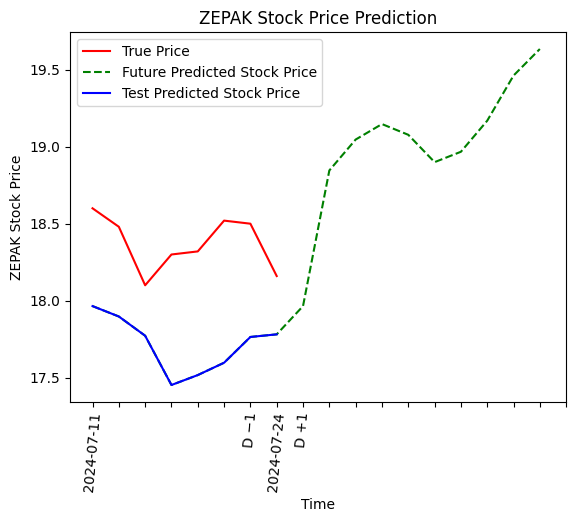 ZEPAK Stock Price Prediction
True Price
Future Predicted Stock Price
Test Predicted Stock Price
ZEPAK Stock Price
19.5
19.0
18.5
18.0
17.5
2024-07-11
D −1
2024-07-24
D +1
Time